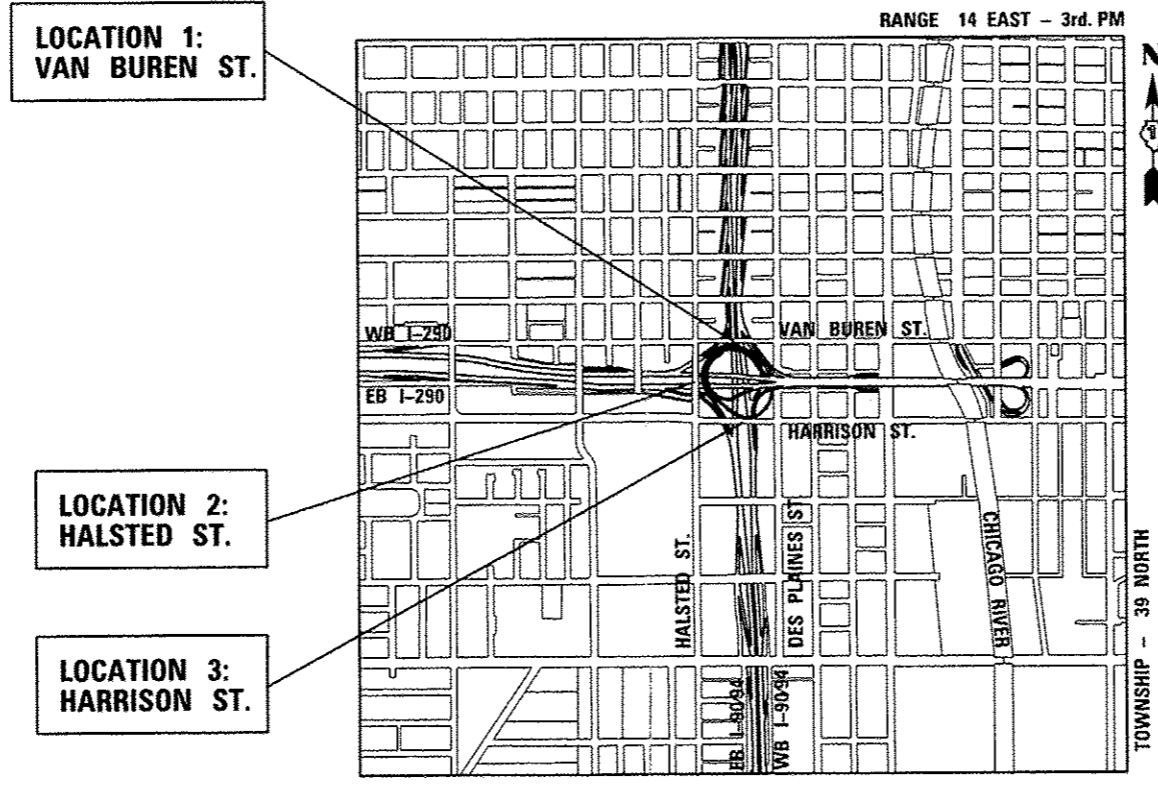 RANGE 14 EAST - 3rd. PM
LOCATION 1:
VAN BUREN ST.
N
WB I-290
VAN BUREN ST.
EB I-290
HARRISON ST.
LOCATION 2:
HALSTED ST.
HALSTED ST.
DES PLAINES ST.
CHICAGO RIVER
TOWNSHIP - 39 NORTH
LOCATION 3:
HARRISON ST.
EB I-90/94
WB I-90/94